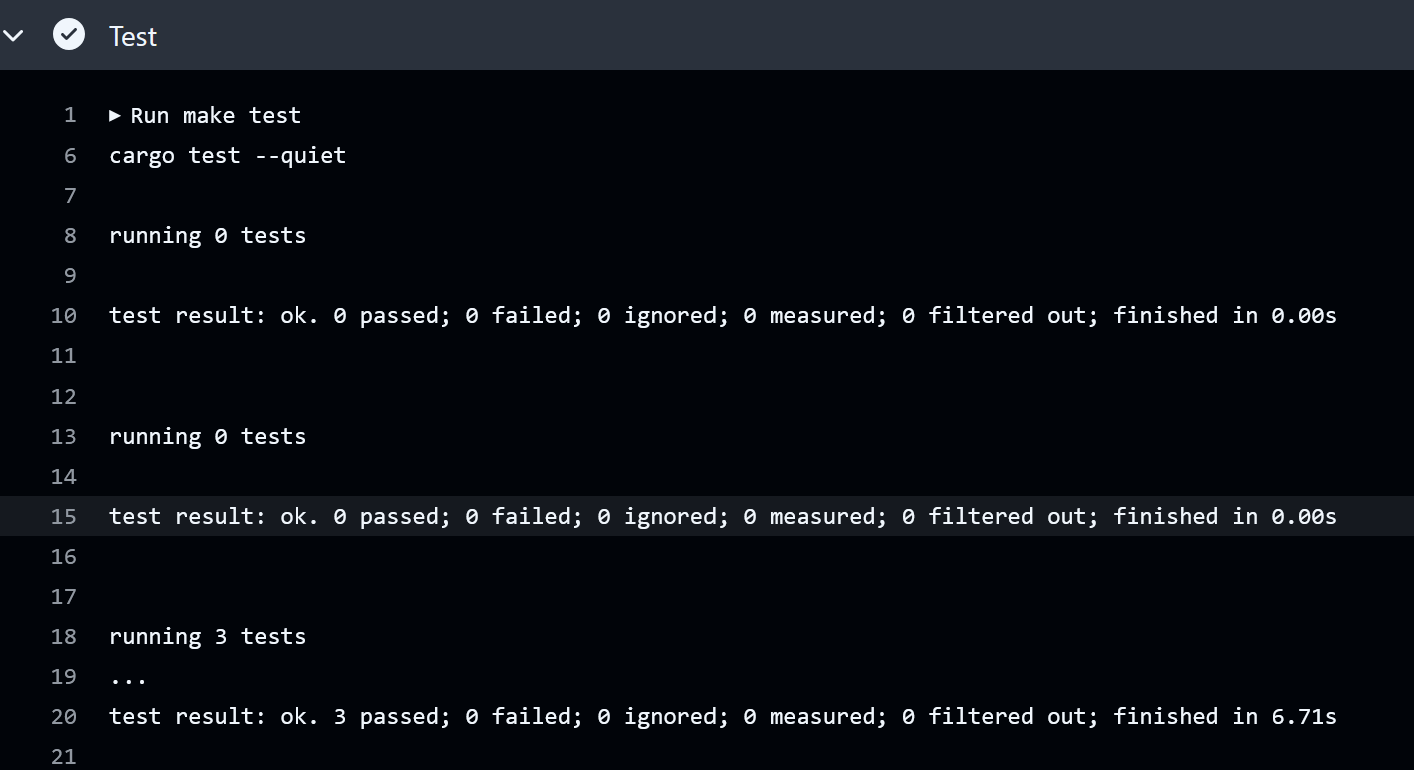 Test
1 ▶ Run make test
6 cargo test --quiet
7
8 running 0 tests
9
10 test result: ok. 0 passed; 0 failed; 0 ignored; 0 measured; 0 filtered out; finished in 0.00s
11
12
13 running 0 tests
14
15 test result: ok. 0 passed; 0 failed; 0 ignored; 0 measured; 0 filtered out; finished in 0.00s
16
17
18 running 3 tests
19 ...
20 test result: ok. 3 passed; 0 failed; 0 ignored; 0 measured; 0 filtered out; finished in 6.71s
21